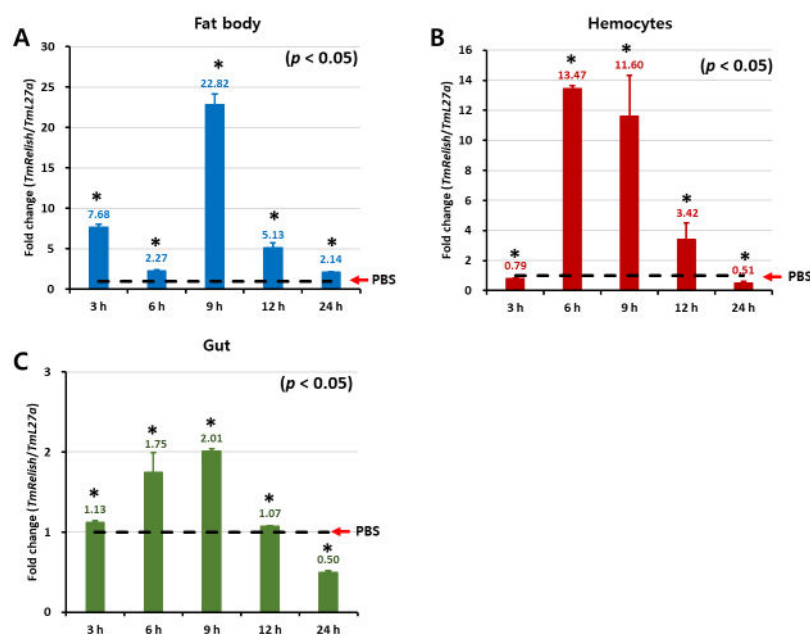 Fat body
A
(p < 0.05)
Fold change (TmRelish/TmL27a)
30
25
20
15
10
5
0
*
7.68
*
2.27
*
22.82
*
5.13
*
2.14
PBS
3 h 6 h 9 h 12 h 24 h
Hemocytes
B
(p < 0.05)
Fold change (TmRelish/TmL27a)
16
14
12
10
8
6
4
2
0
*
0.79
*
13.47
*
11.60
*
3.42
*
0.51
PBS
3 h 6 h 9 h 12 h 24 h
Gut
C
(p < 0.05)
Fold change (TmRelish/TmL27a)
3
2
1
0
*
1.13
*
1.75
*
2.01
*
1.07
*
0.50
PBS
3 h 6 h 9 h 12 h 24 h